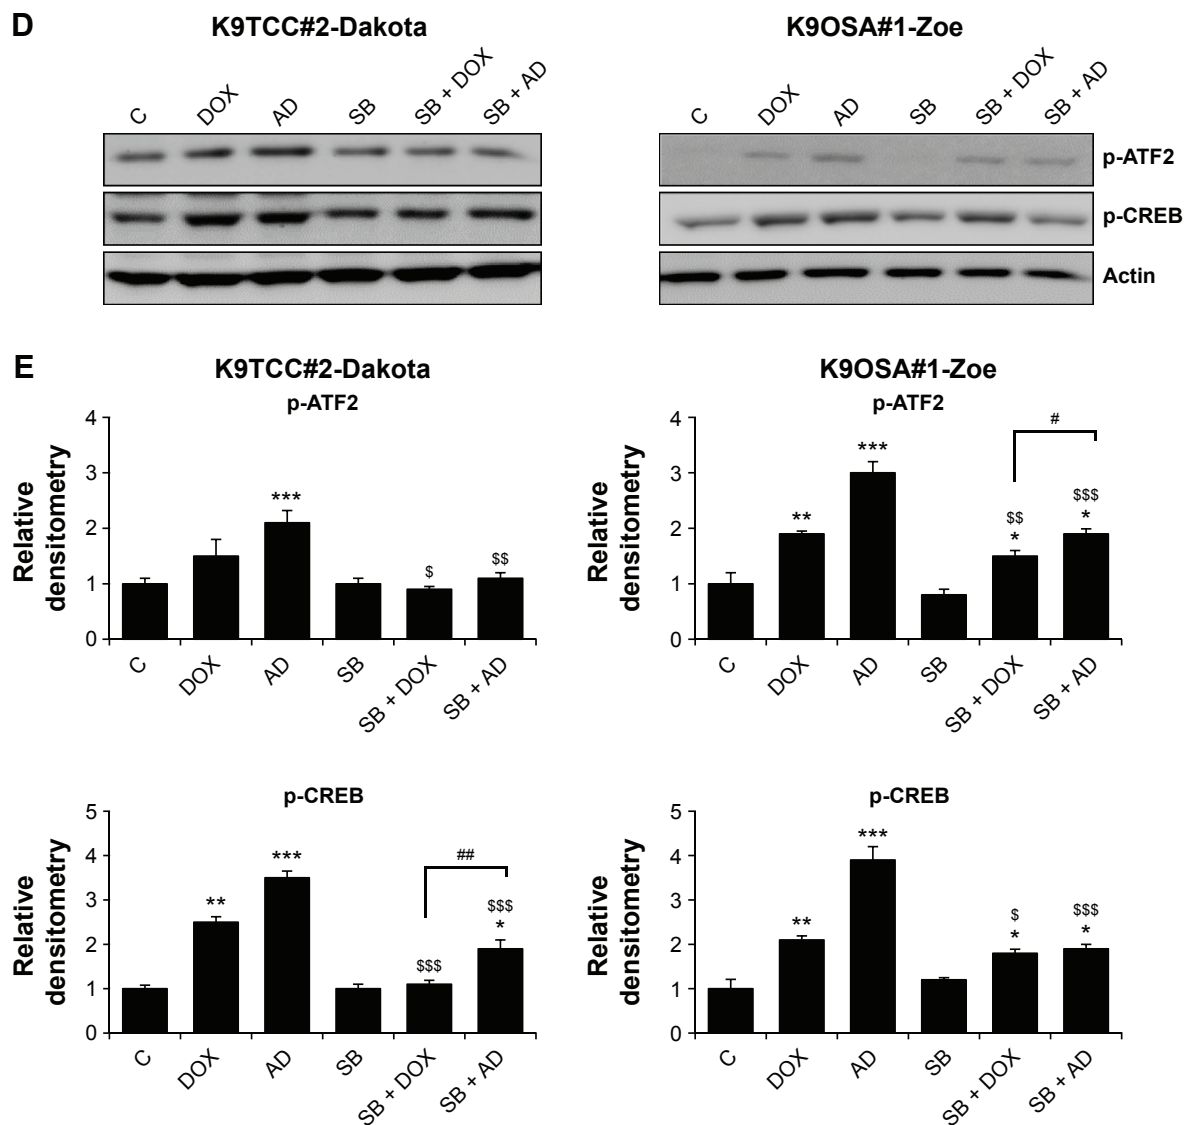 D
K9TCC#2-Dakota
K9OSA#1-Zoe
C DOX AD SB SB + DOX SB + AD
C DOX AD SB SB + DOX SB + AD
p-ATF2
p-CREB
Actin
E
K9TCC#2-Dakota
p-ATF2
Relative
densitometry
4
3
2
1
0
***
$
$$
C DOX AD SB SB + DOX SB + AD
K9OSA#1-Zoe
p-ATF2
Relative
densitometry
4
3
2
1
0
**
***
#
$$
*
$$$
*
C DOX AD SB SB + DOX SB + AD
p-CREB
Relative
densitometry
5
4
3
2
1
0
**
***
##
$$$
$$$
*
C DOX AD SB SB + DOX SB + AD
p-CREB
Relative
densitometry
5
4
3
2
1
0
**
***
$
*
$$$
*
C DOX AD SB SB + DOX SB + AD